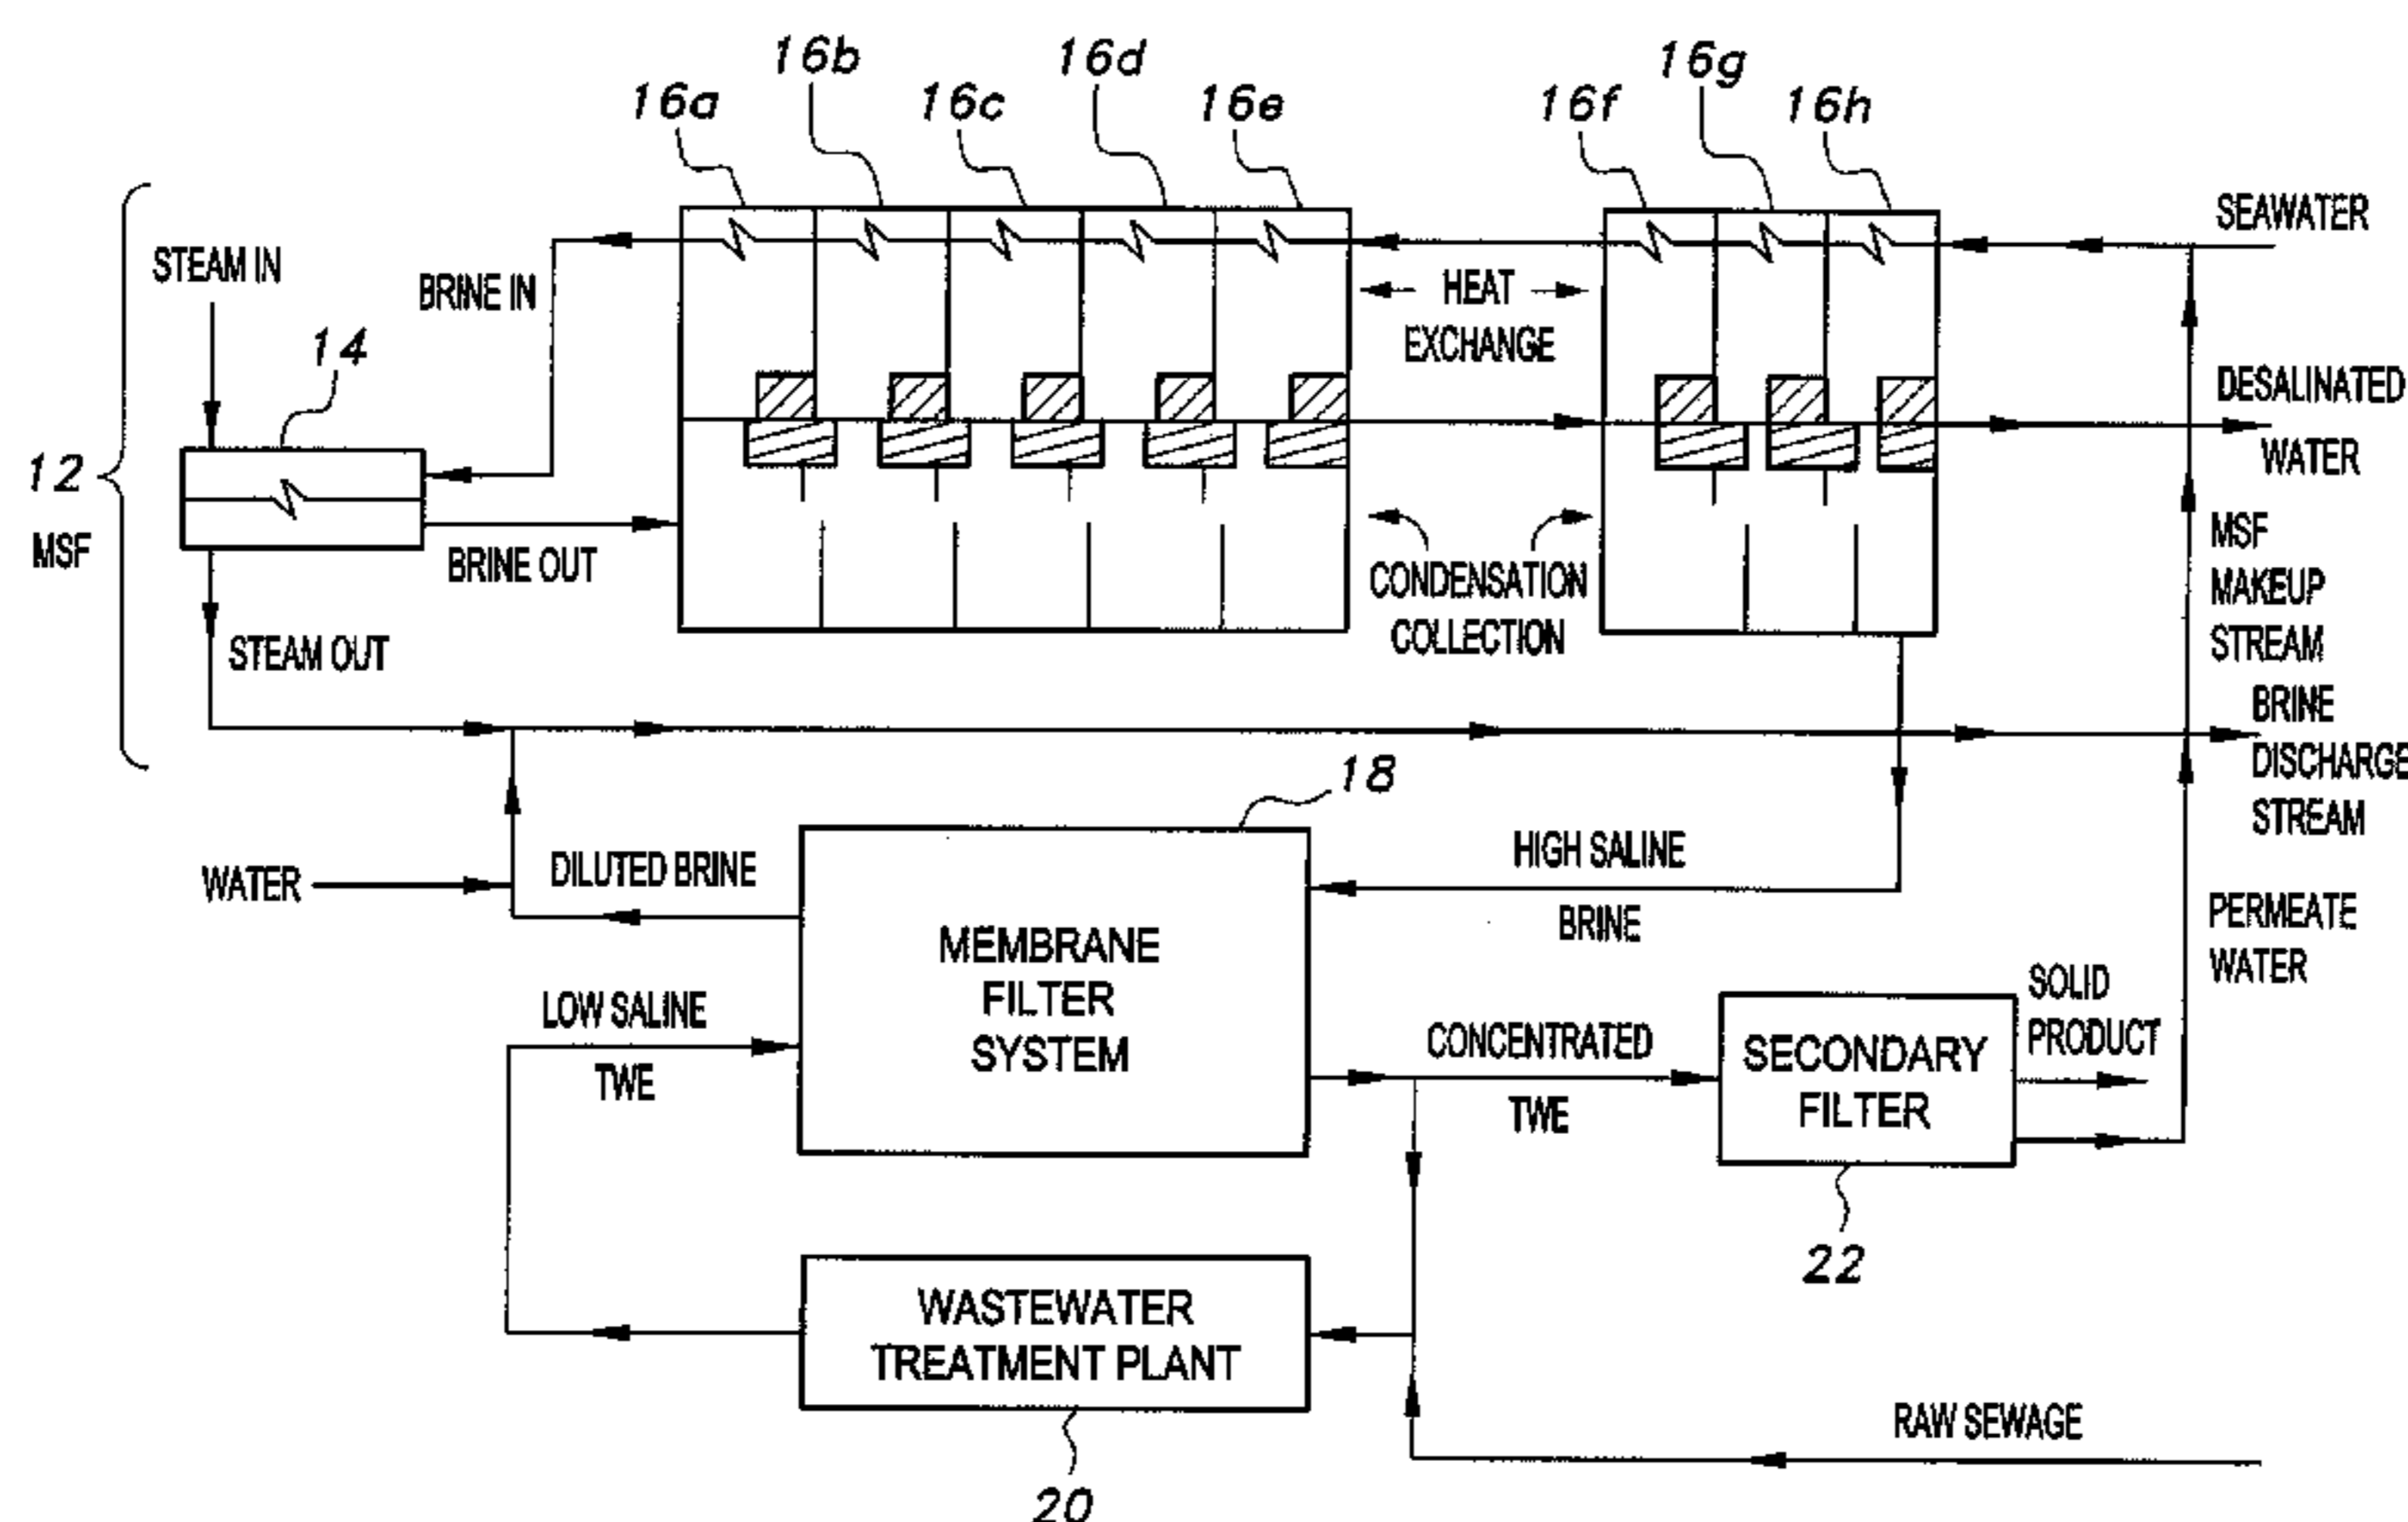 16a
16b
16c
16d
16e
16f
16g
16h
SEAWATER
STEAM IN
BRINE IN
HEAT
EXCHANGE
14
DESALINATED
WATER
12
MSF
BRINE OUT
CONDENSATION
COLLECTION
MSF
MAKEUP
STREAM
STEAM OUT
BRINE
DISCHARGE
STREAM
18
WATER
DILUTED BRINE
HIGH SALINE
BRINE
MEMBRANE
FILTER
SYSTEM
PERMEATE
WATER
LOW SALINE
TWE
CONCENTRATED
TWE
SECONDARY
FILTER
SOLID
PRODUCT
22
WASTEWATER
TREATMENT PLANT
RAW SEWAGE
20